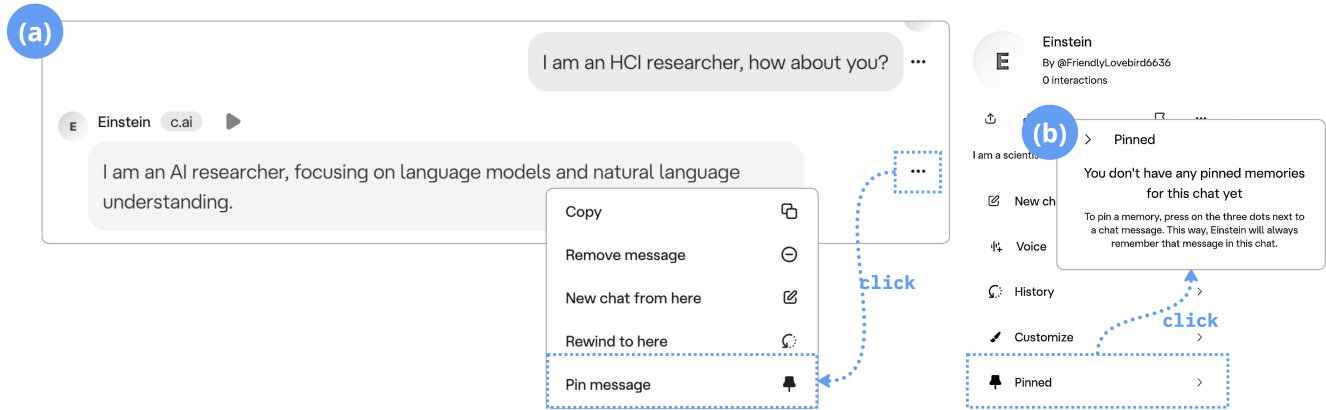 (a)
I am an HCI researcher, how about you?
E
Einstein c.ai
I am an AI researcher, focusing on language models and natural language
understanding.
Copy
Remove message
New chat from here
Rewind to here
Pin message
click
E
Einstein
By @FriendlyLovebird6636
0 interactions
I am a scientis
New ch
Voice
History
Customize
Pinned
(b)
Pinned
You don't have any pinned memories
for this chat yet
To pin a memory, press on the three dots next to
a chat message. This way, Einstein will always
remember that message in this chat.
click